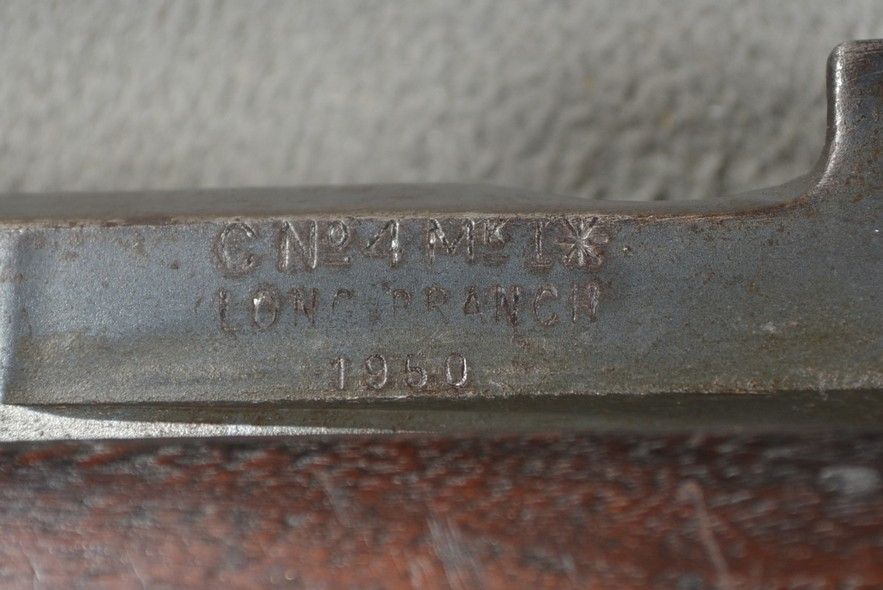 C Nº4 Mᴷ I*
LONG BRANCH
1950